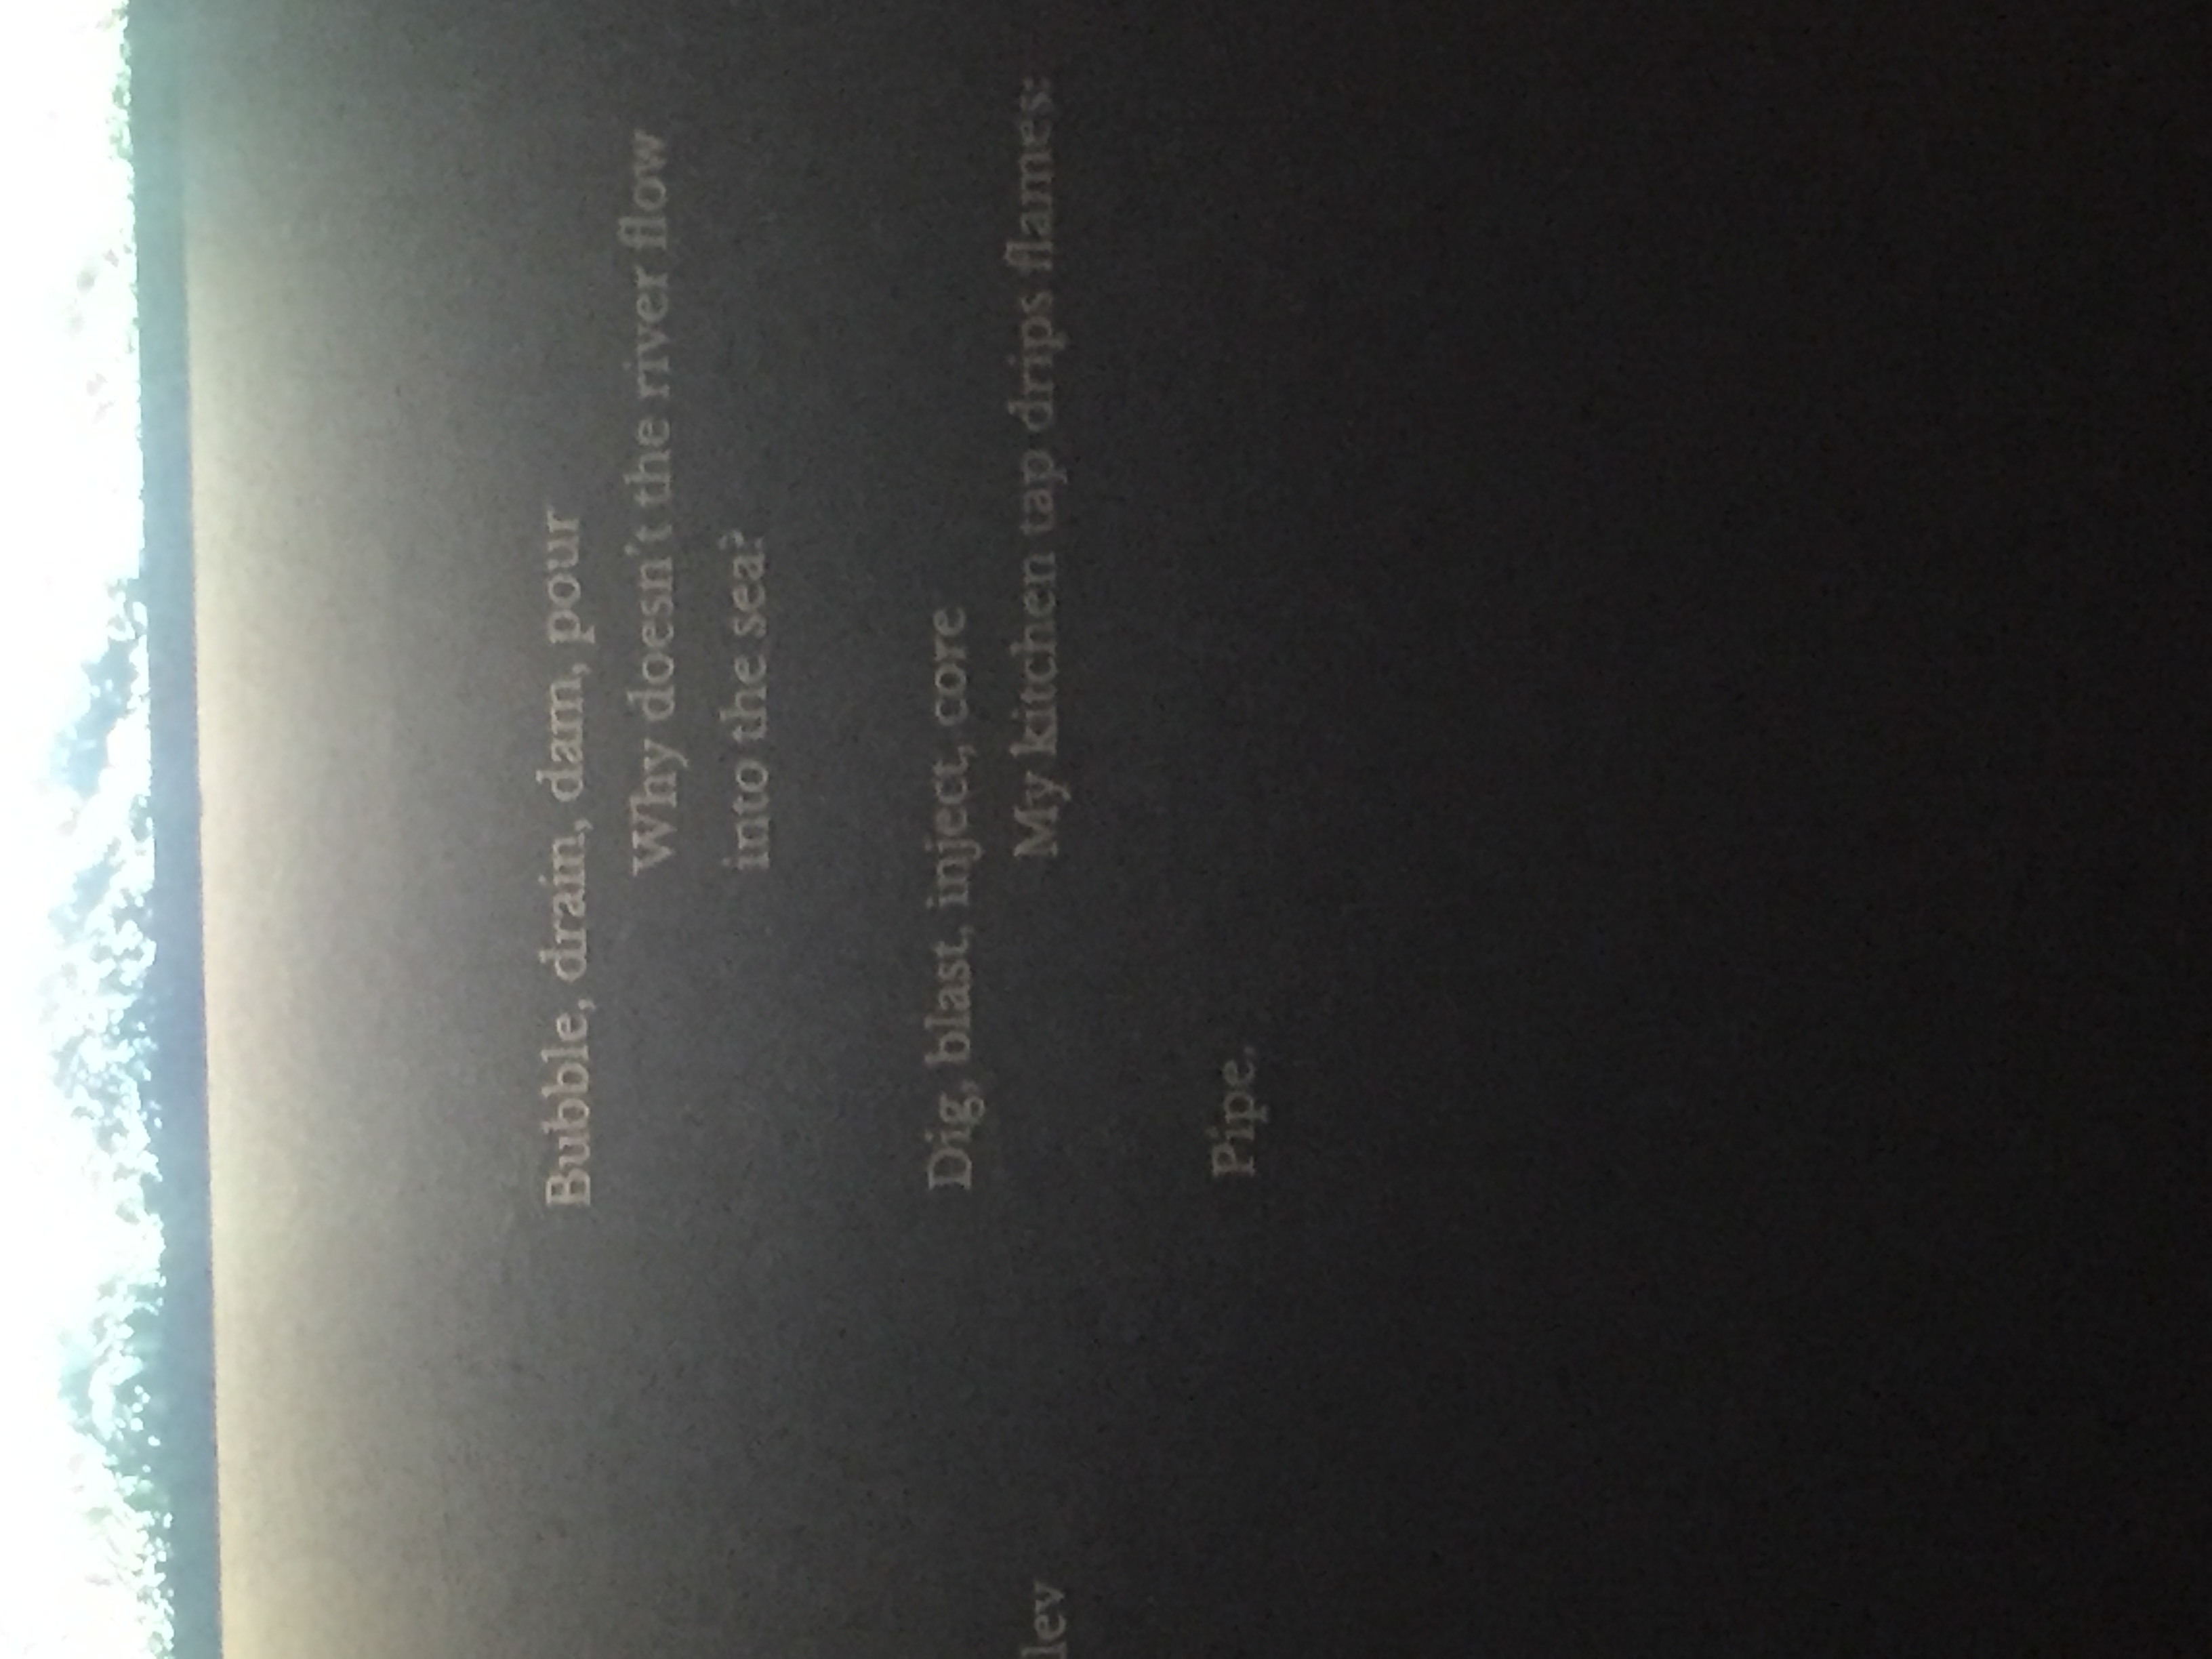 Bubble, drain, dam, pour
Why doesn't the river flow
into the sea?
Dig, blast, inject, core
lev
My kitchen tap drips flames:
Pipe.